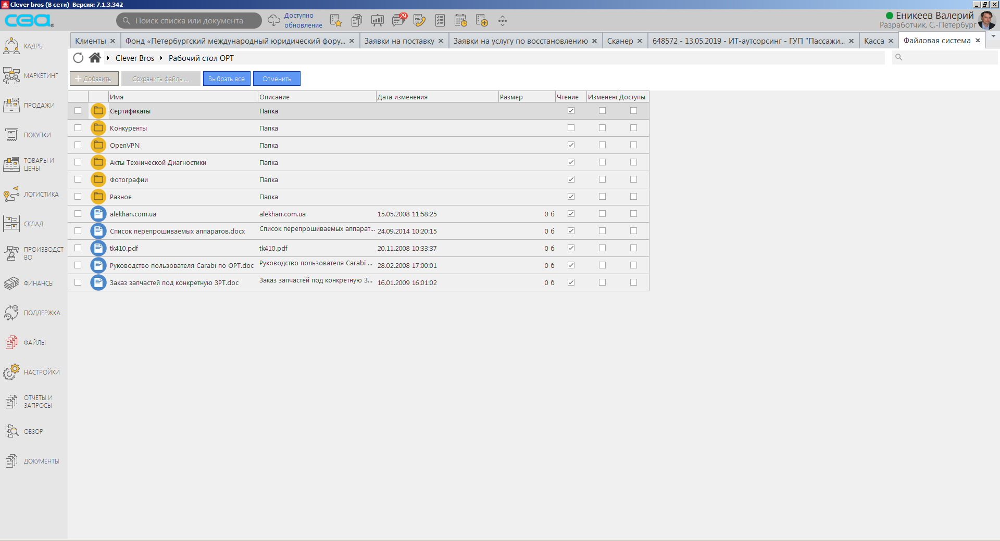 Clever bros (В сети) Версия: 7.1.3.342
сва
Поиск списка или документа
Доступно
обновление
29
Еникеев Валерий
Разработчик. С.-Петербург
Клиенты
Фонд «Петербургский международный юридический фору...
Заявки на поставку
Заявки на услугу по восстановлению
Сканер
648572 - 13.05.2019 - ИТ-аутсорсинг - ГУП "Пассажи...
Касса
Файловая система
Clever Bros
Рабочий стол ОРТ
Добавить
Сохранить файлы...
Выбрать все
Отменить
КАДРЫ
МАРКЕТИНГ
ПРОДАЖИ
ПОКУПКИ
ТОВАРЫ И
ЦЕНЫ
ЛОГИСТИКА
СКЛАД
ПРОИЗВОДСТ
ВО
ФИНАНСЫ
ПОДДЕРЖКА
ФАЙЛЫ
НАСТРОЙКИ
ОТЧЕТЫ И
ЗАПРОСЫ
ОБЗОР
ДОКУМЕНТЫ
Имя Описание Дата изменения Размер Чтение Изменени Доступы
Сертификаты Папка
Конкуренты Папка
OpenVPN Папка
Акты Технической Диагностики Папка
Фотографии Папка
Разное Папка
alekhan.com.ua alekhan.com.ua 15.05.2008 11:58:25 0 б
Список перепрошиваемых аппаратов.docx Список перепрошиваемых аппарат... 24.09.2014 10:20:15 0 б
tk410.pdf tk410.pdf 20.11.2008 10:33:37 0 б
Руководство пользователя Carabi по ОРТ.doc Руководство пользователя Carabi ... 28.02.2008 17:00:01 0 б
Заказ запчастей под конкретную ЗРТ.doc Заказ запчастей под конкретную З... 16.01.2009 16:01:02 0 б